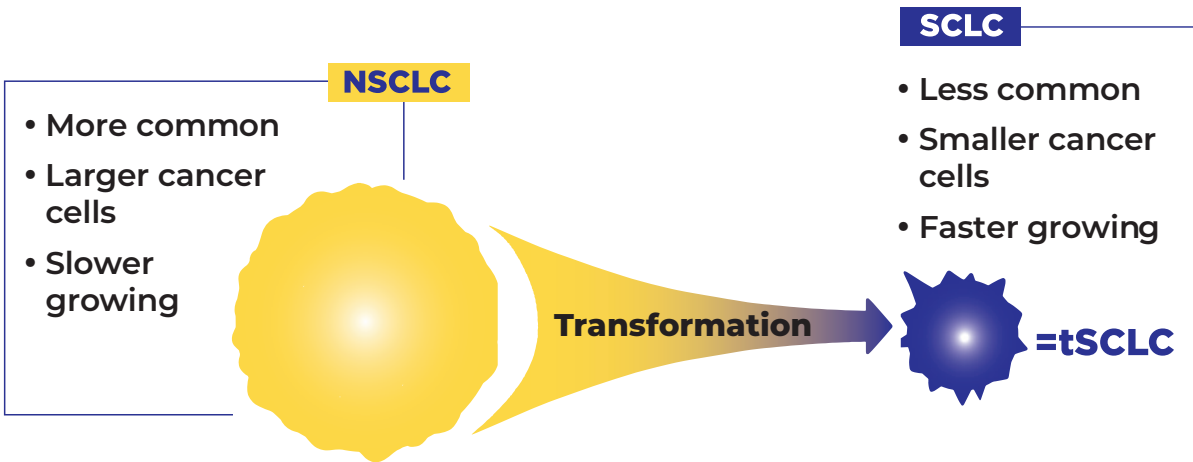 NSCLC
• More common
• Larger cancer
cells
• Slower
growing
Transformation
SCLC
• Less common
• Smaller cancer
cells
• Faster growing
=tSCLC